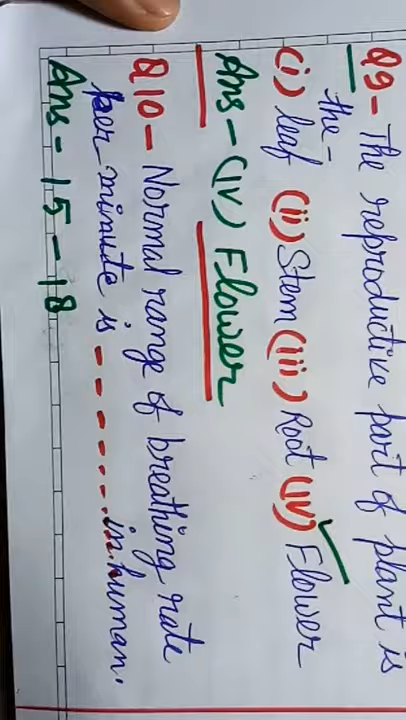 Q9- The reproductive part of plant is
the-
(i) leaf (ii) Stem (iii) Root (iv) Flower
Ans-(iv) Flower
Q10- Normal range of breathing rate
per minute is - - - - - ... in human.
Ans- 15-18